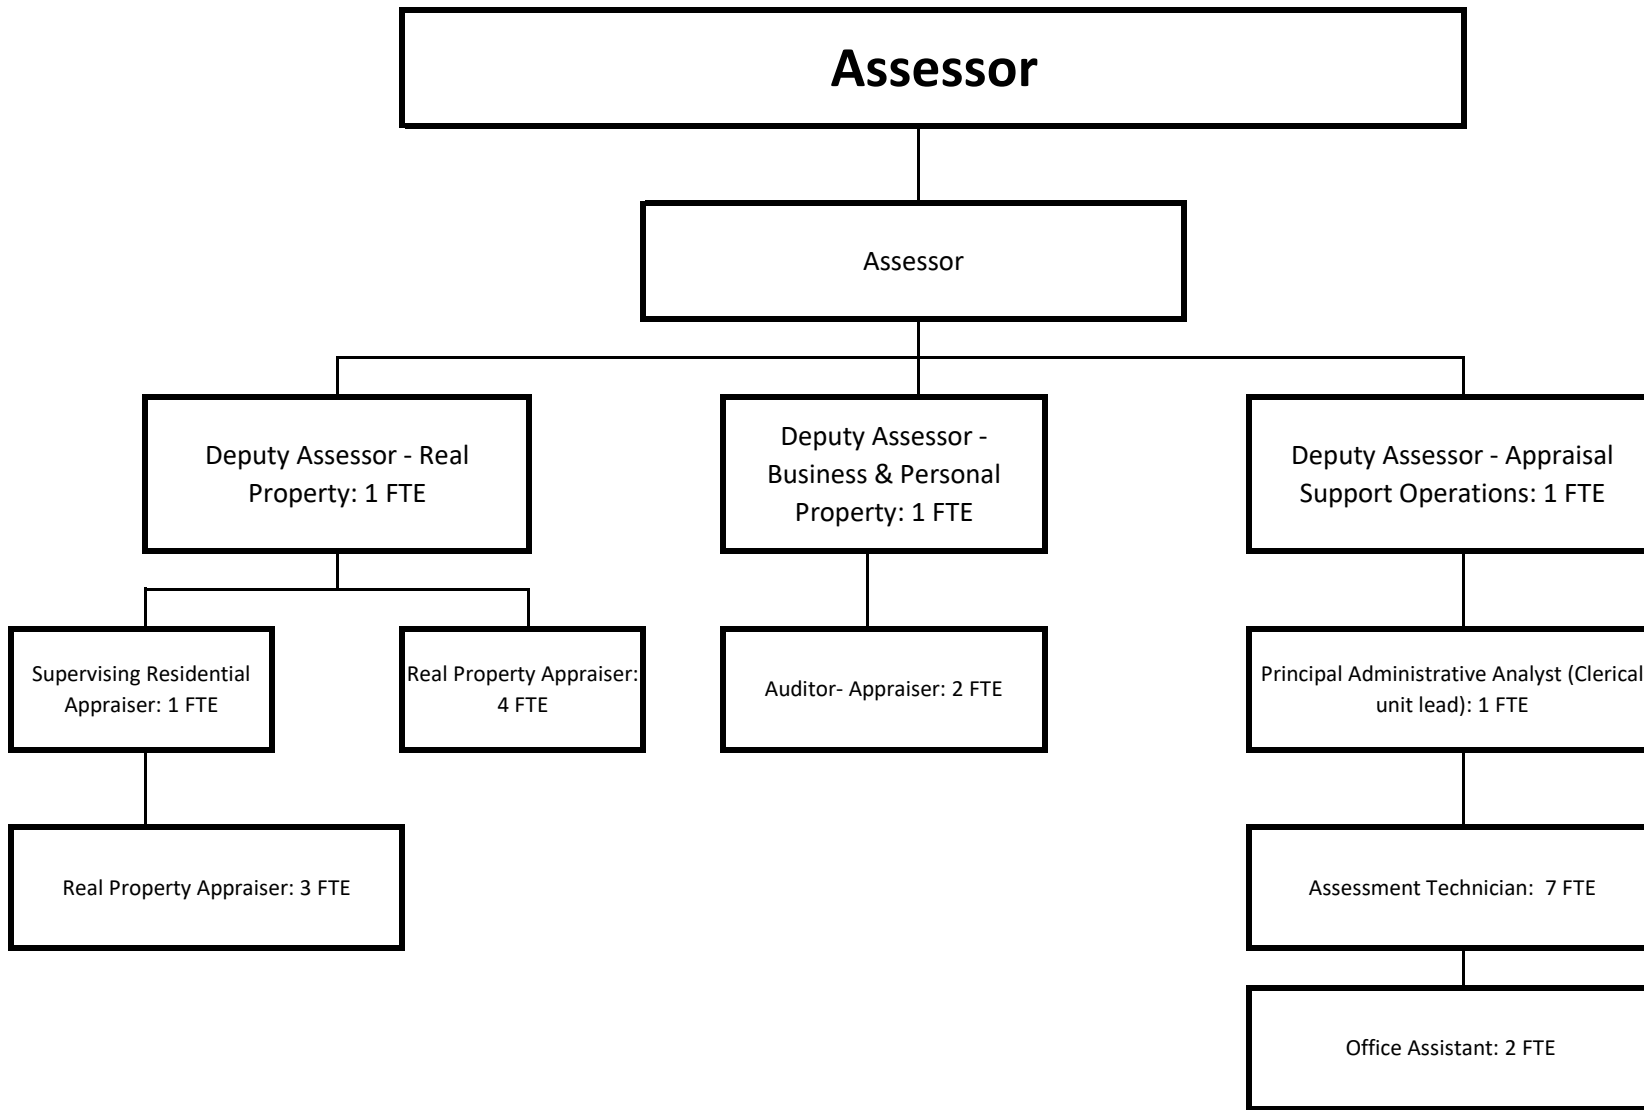 Assessor
Assessor
Deputy Assessor - Real
Property: 1 FTE
Deputy Assessor -
Business & Personal
Property: 1 FTE
Deputy Assessor - Appraisal
Support Operations: 1 FTE
Supervising Residential
Appraiser: 1 FTE
Real Property Appraiser:
4 FTE
Auditor- Appraiser: 2 FTE
Principal Administrative Analyst (Clerical
unit lead): 1 FTE
Real Property Appraiser: 3 FTE
Assessment Technician:  7 FTE
Office Assistant: 2 FTE